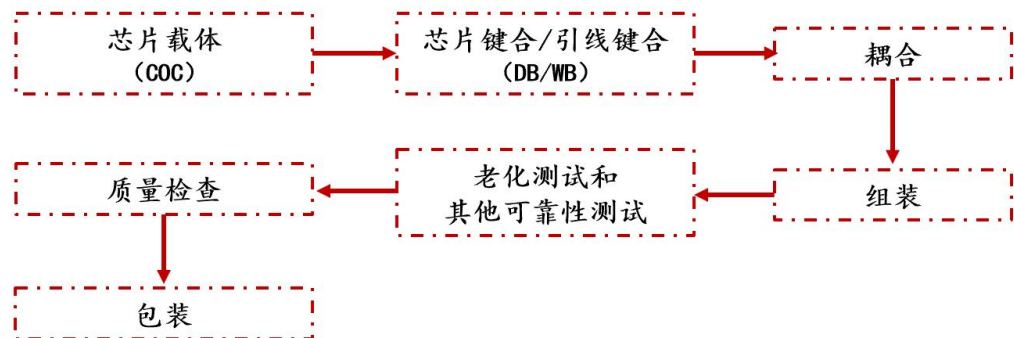 芯片载体
（COC）
芯片键合/引线键合
（DB/WB）
耦合
组装
老化测试和
其他可靠性测试
质量检查
包装